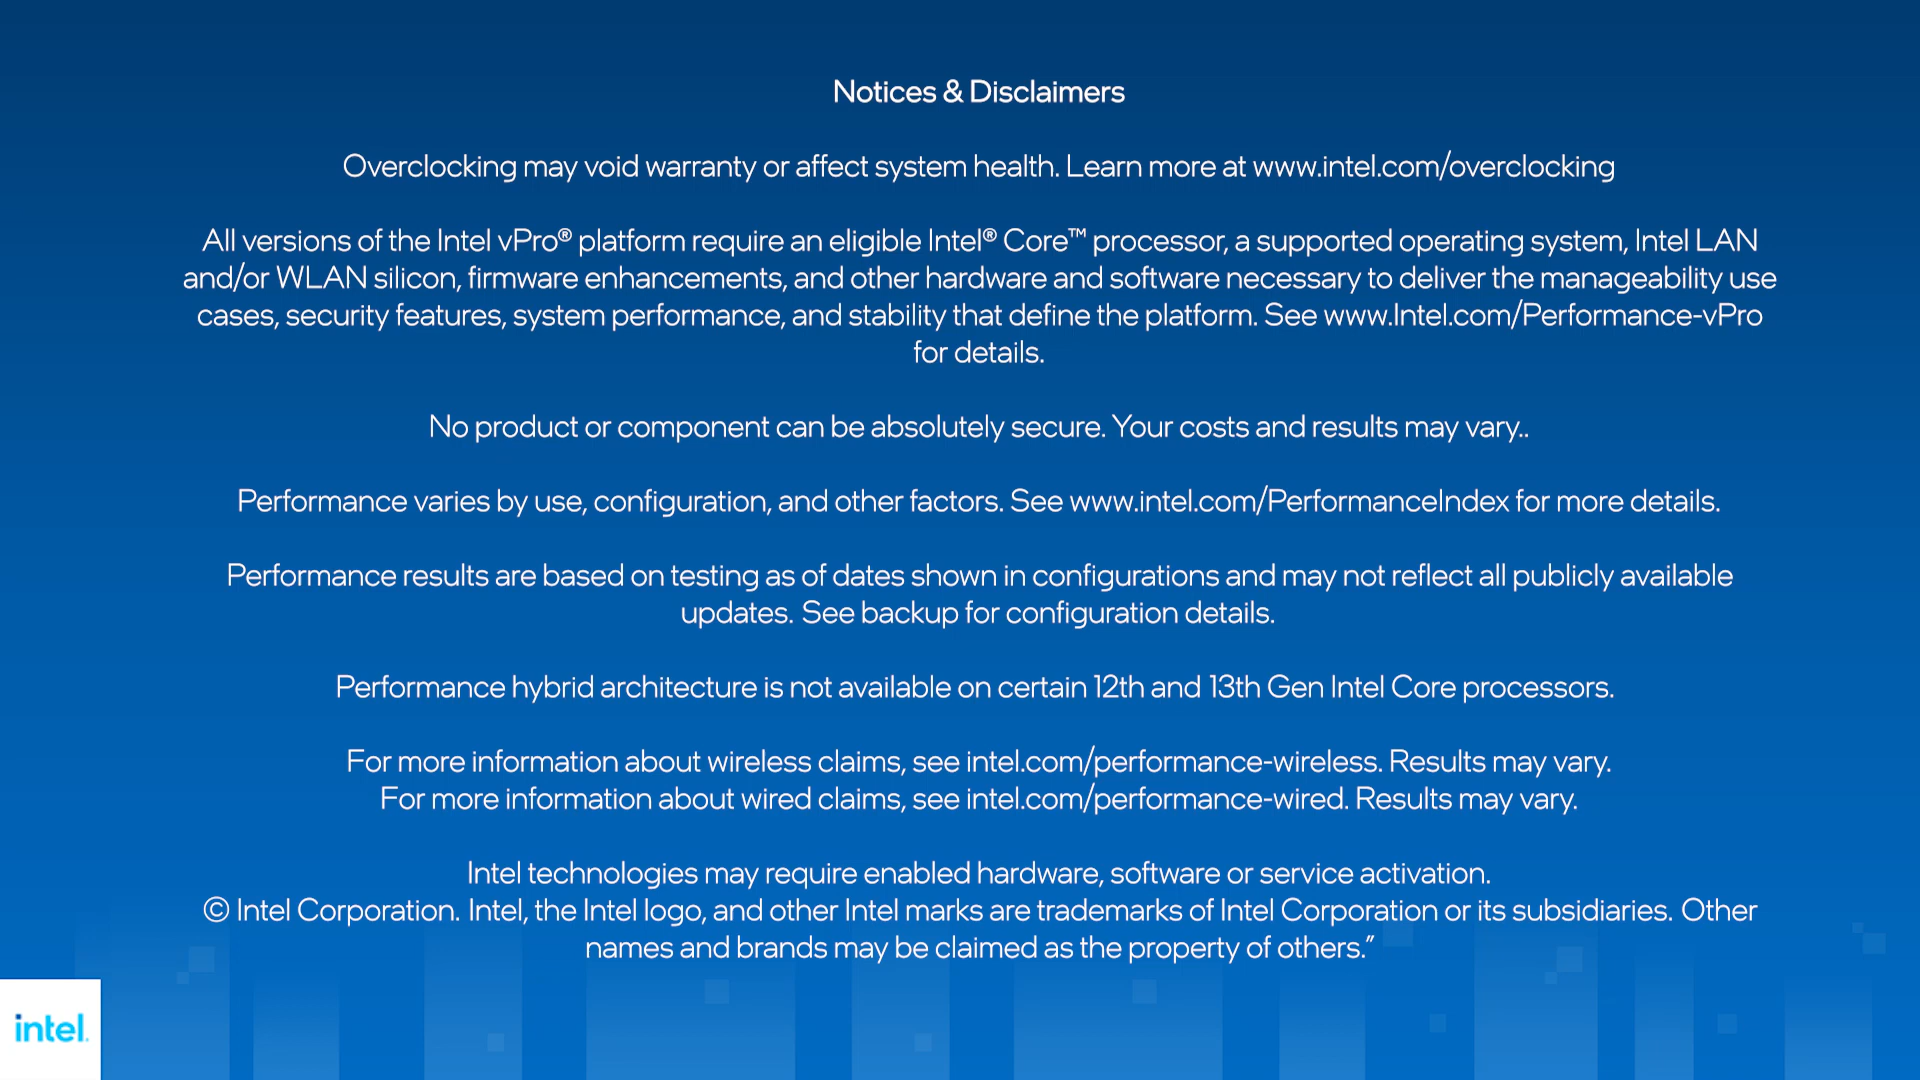 Notices & Disclaimers
Overclocking may void warranty or affect system health. Learn more at www.intel.com/overclocking
All versions of the Intel vPro® platform require an eligible Intel® Core™ processor, a supported operating system, Intel LAN
and/or WLAN silicon, firmware enhancements, and other hardware and software necessary to deliver the manageability use
cases, security features, system performance, and stability that define the platform. See www.Intel.com/Performance-vPro
for details.
No product or component can be absolutely secure. Your costs and results may vary..
Performance varies by use, configuration, and other factors. See www.intel.com/PerformanceIndex for more details.
Performance results are based on testing as of dates shown in configurations and may not reflect all publicly available
updates. See backup for configuration details.
Performance hybrid architecture is not available on certain 12th and 13th Gen Intel Core processors.
For more information about wireless claims, see intel.com/performance-wireless. Results may vary.
For more information about wired claims, see intel.com/performance-wired. Results may vary.
Intel technologies may require enabled hardware, software or service activation.
© Intel Corporation. Intel, the Intel logo, and other Intel marks are trademarks of Intel Corporation or its subsidiaries. Other
names and brands may be claimed as the property of others.”
intel.